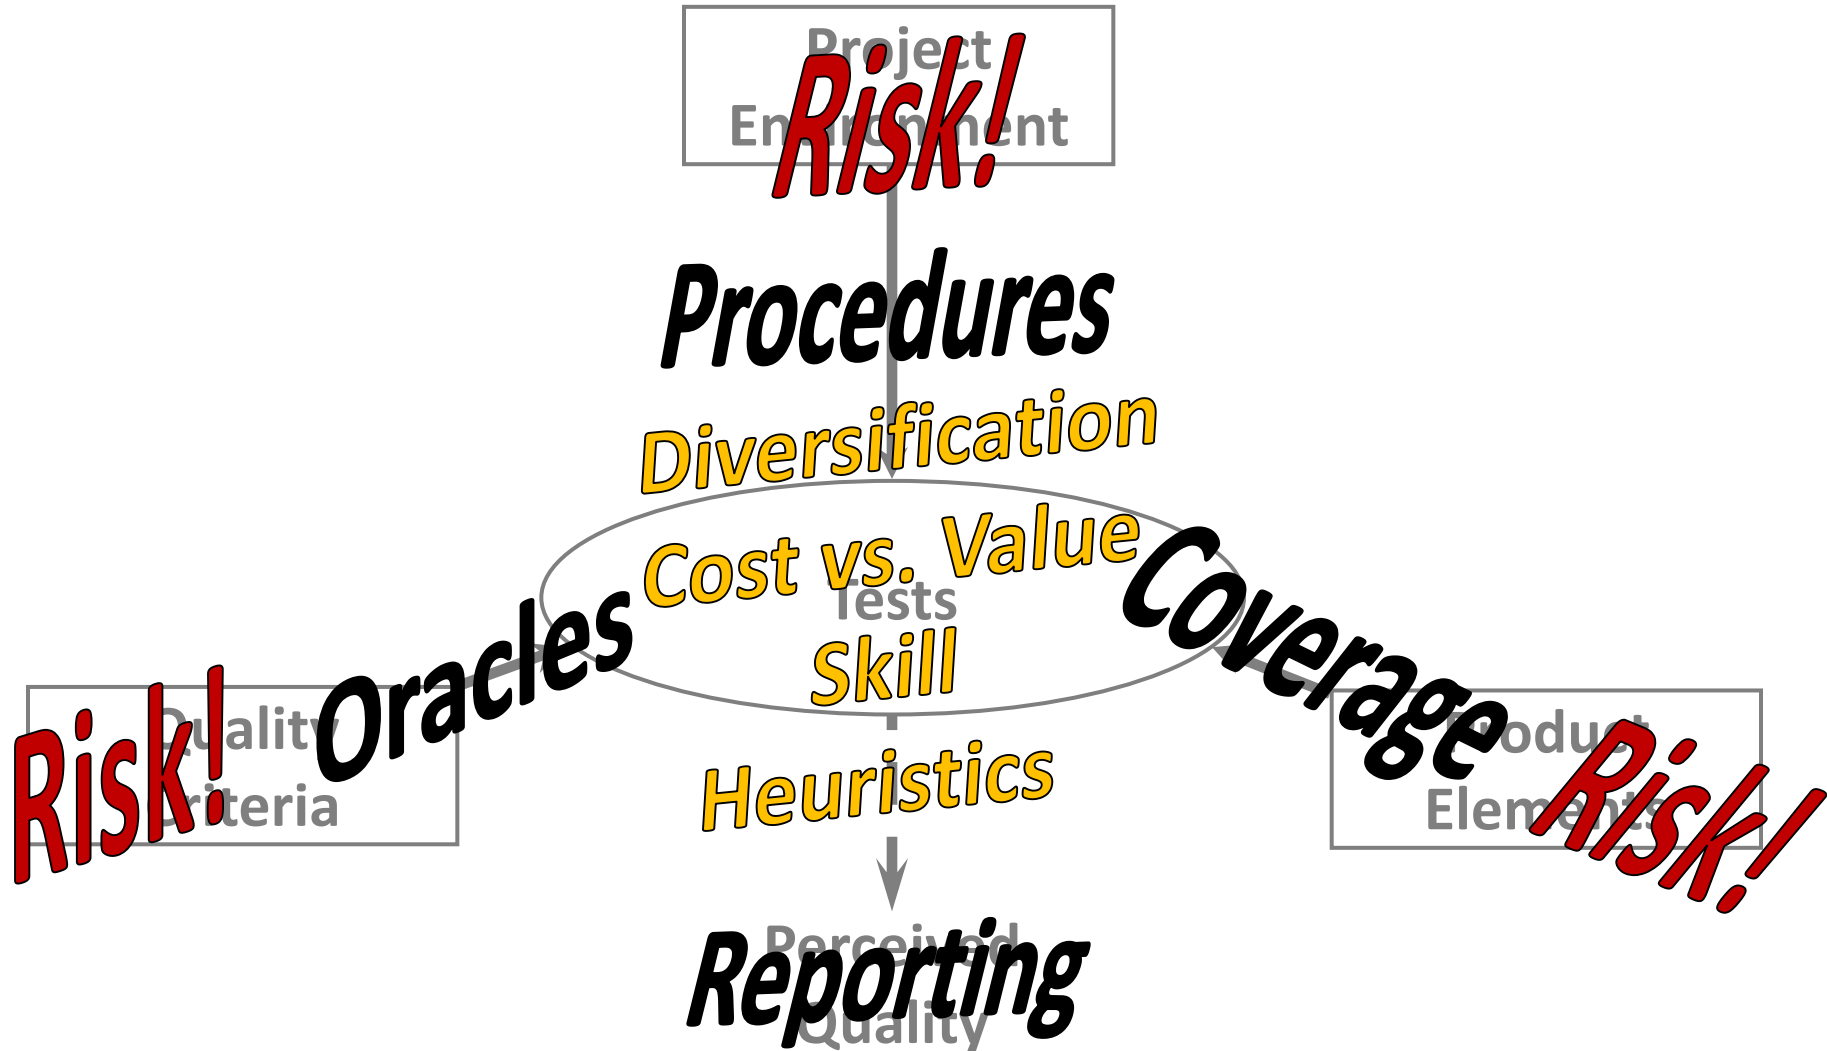 Project
Environment
Risk!
Procedures
Diversification
Cost vs. Value
Tests
Skill
Coverage
Oracles
Quality
Criteria
Risk!
Product
Elements
Risk!
Heuristics
Perceived
Quality
Reporting